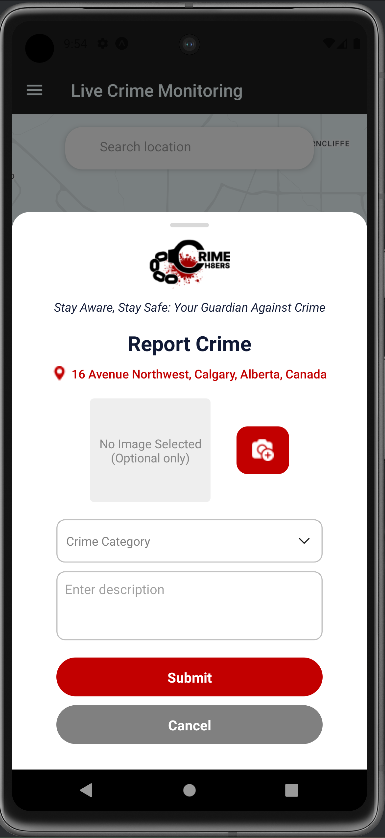 9:54
Live Crime Monitoring
Search location
NCLIFFE
CRIME
H8ERS
Stay Aware, Stay Safe: Your Guardian Against Crime
Report Crime
16 Avenue Northwest, Calgary, Alberta, Canada
No Image Selected
(Optional only)
Crime Category
Enter description
Submit
Cancel